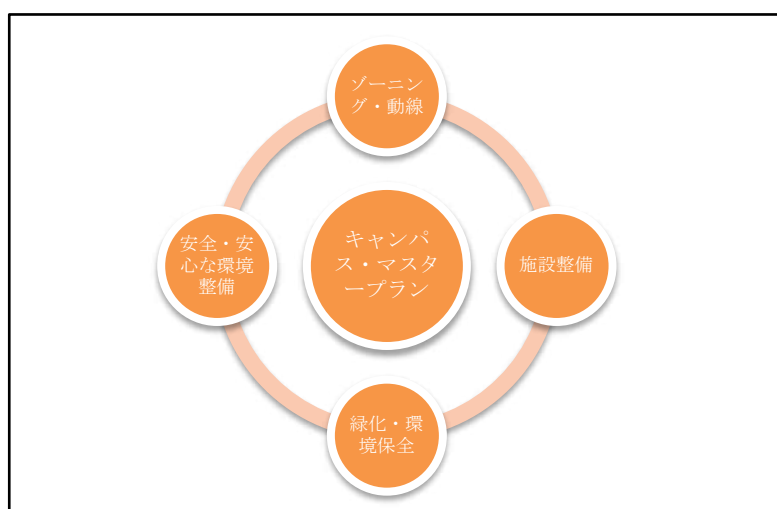 ゾーニン
グ・動線
安全・安
心な環境
整備
キャンパ
ス・マスタ
ープラン
施設整備
緑化・環
境保全